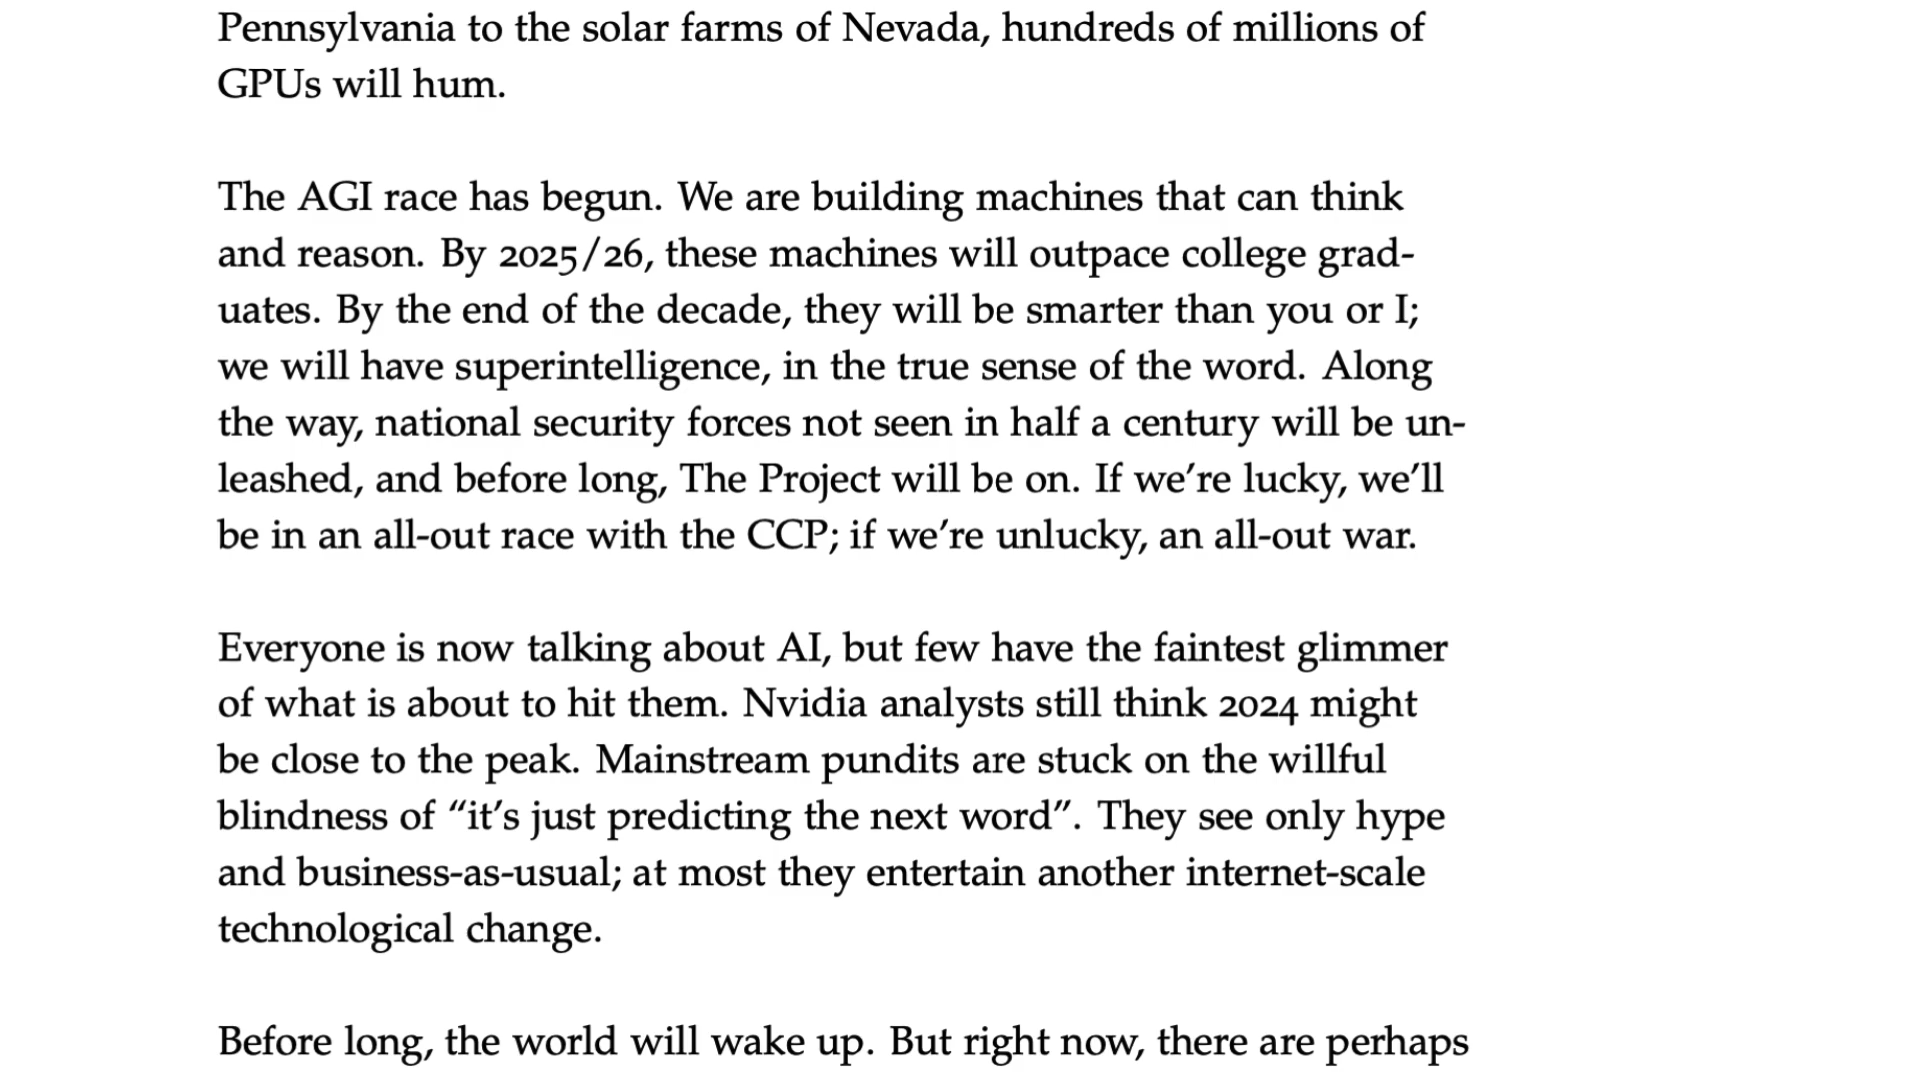 Pennsylvania to the solar farms of Nevada, hundreds of millions of
GPUs will hum.
The AGI race has begun. We are building machines that can think
and reason. By 2025/26, these machines will outpace college grad-
uates. By the end of the decade, they will be smarter than you or I;
we will have superintelligence, in the true sense of the word. Along
the way, national security forces not seen in half a century will be un-
leashed, and before long, The Project will be on. If we’re lucky, we’ll
be in an all-out race with the CCP; if we’re unlucky, an all-out war.
Everyone is now talking about AI, but few have the faintest glimmer
of what is about to hit them. Nvidia analysts still think 2024 might
be close to the peak. Mainstream pundits are stuck on the willful
blindness of “it’s just predicting the next word”. They see only hype
and business-as-usual; at most they entertain another internet-scale
technological change.
Before long, the world will wake up. But right now, there are perhaps